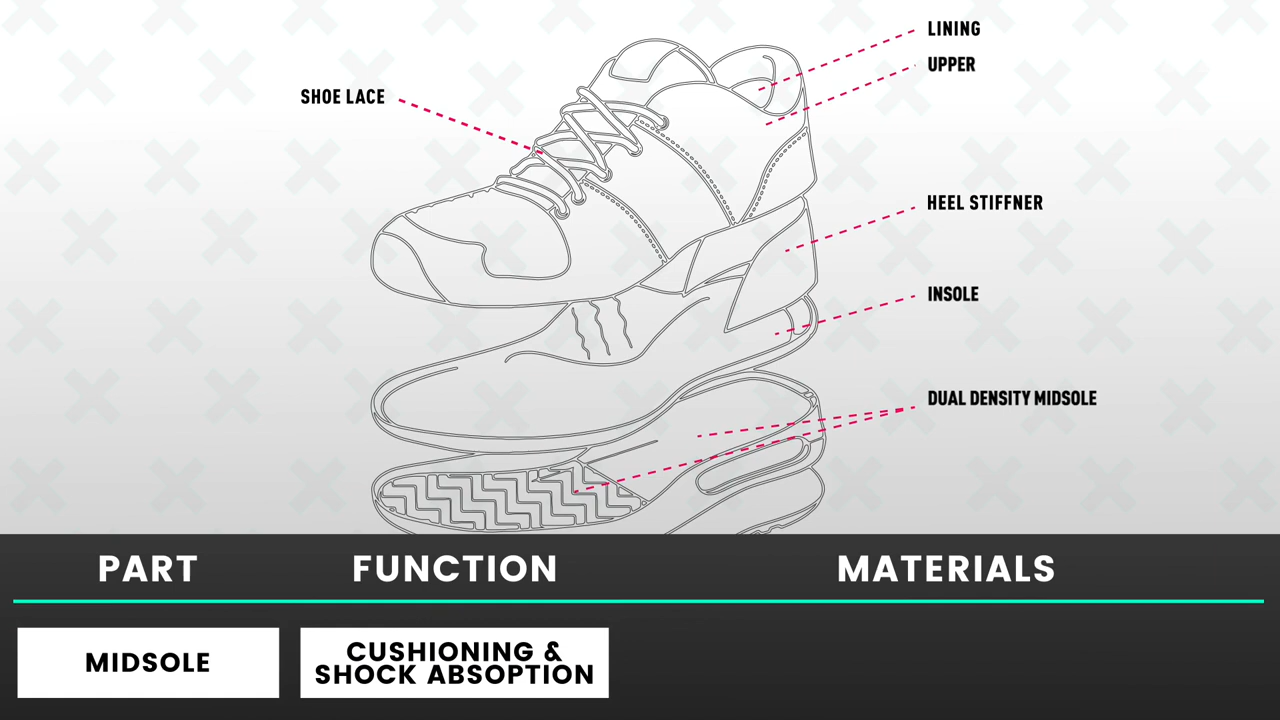 LINING
UPPER
SHOE LACE
HEEL STIFFNER
INSOLE
DUAL DENSITY MIDSOLE
PART
FUNCTION
MATERIALS
MIDSOLE
CUSHIONING &
SHOCK ABSOPTION